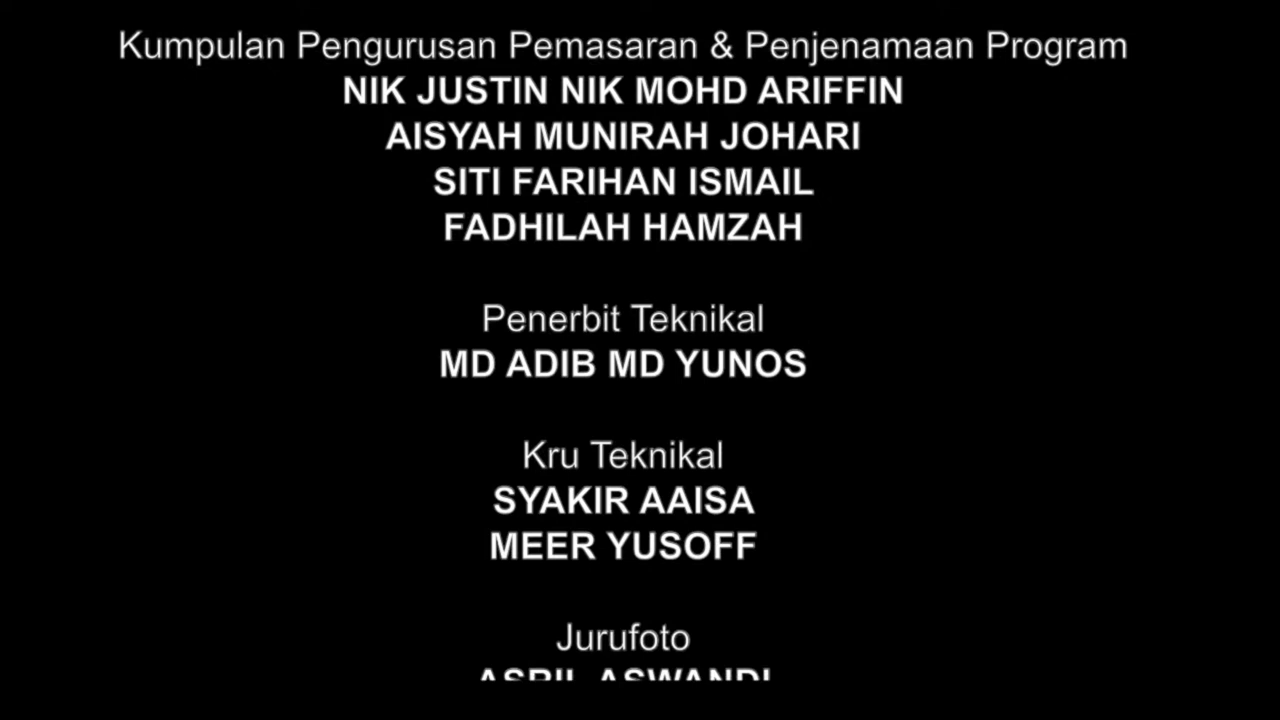 Kumpulan Pengurusan Pemasaran & Penjenamaan Program
NIK JUSTIN NIK MOHD ARIFFIN
AISYAH MUNIRAH JOHARI
SITI FARIHAN ISMAIL
FADHILAH HAMZAH
Penerbit Teknikal
MD ADIB MD YUNOS
Kru Teknikal
SYAKIR AAISA
MEER YUSOFF
Jurufoto
ASWANDI